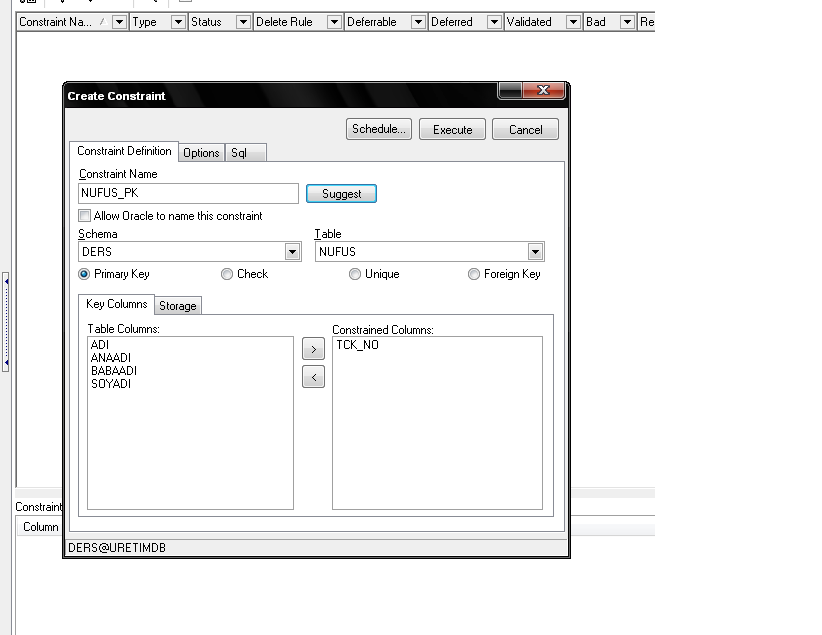 Constraint Na... Type Status Delete Rule Deferrable Deferred Validated Bad Re
Create Constraint
Schedule... Execute Cancel
Constraint Definition Options Sql
Constraint Name
NUFUS_PK Suggest
Allow Oracle to name this constraint
Schema Table
DERS NUFUS
Primary Key Check Unique Foreign Key
Key Columns Storage
Table Columns: Constrained Columns:
ADI TCK_NO
ANAADI
BABAADI
SOYADI
Constraint
Column
DERS@URETIMDB